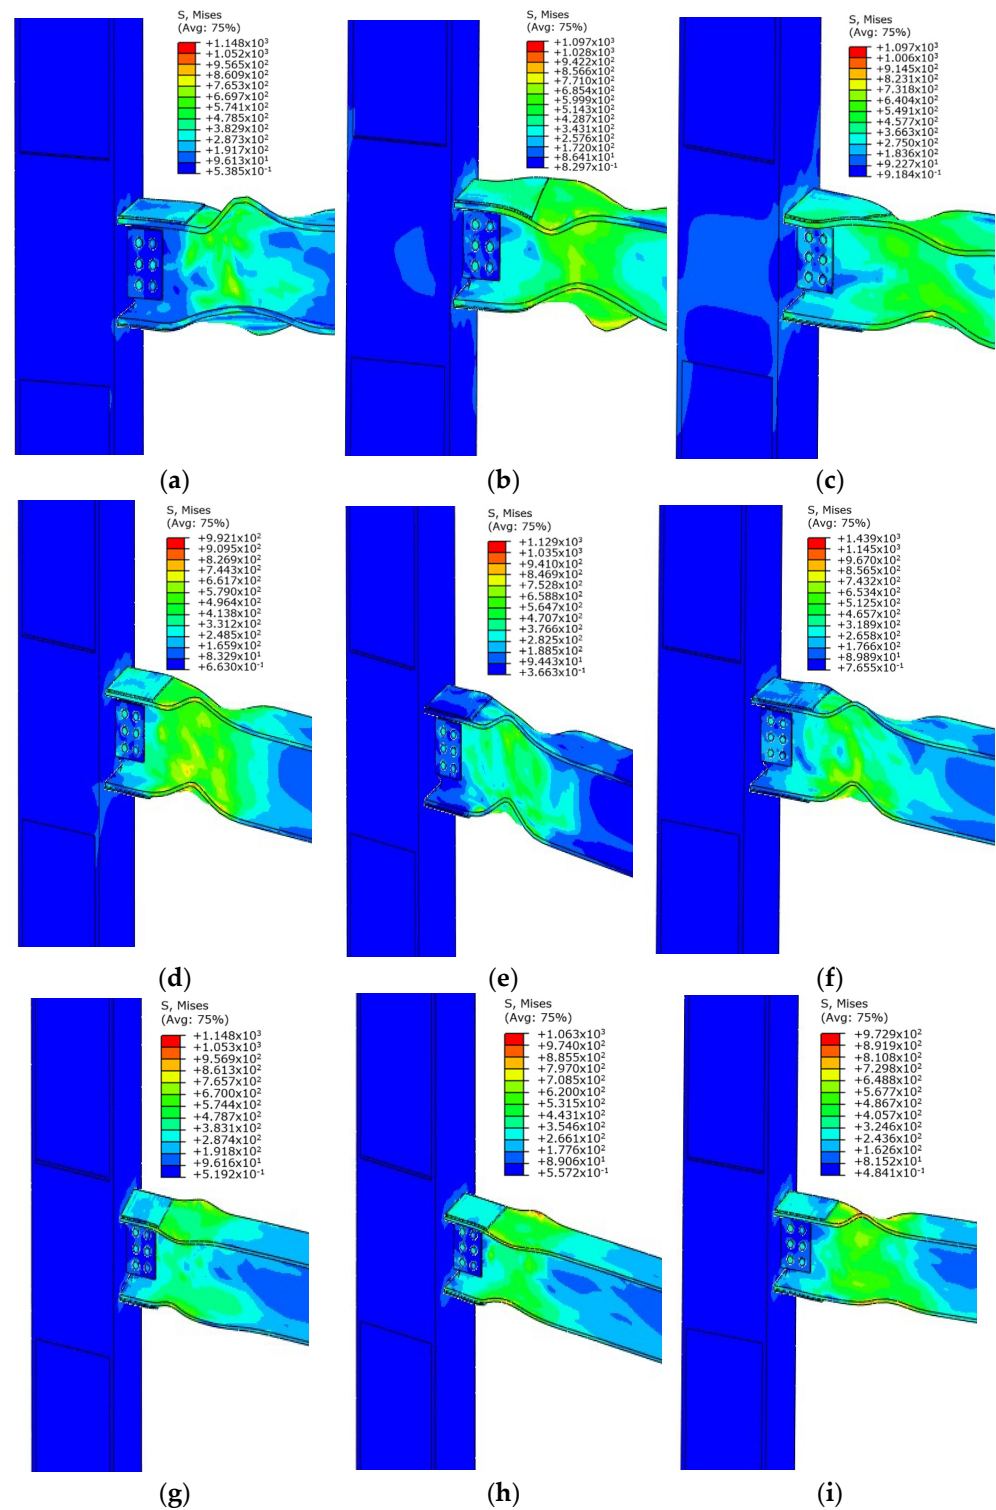 S, Mises
(Avg: 75%)
+1.148x10³
+1.052x10³
+9.565x10²
+8.609x10²
+7.653x10²
+6.697x10²
+5.741x10²
+4.785x10²
+3.829x10²
+2.873x10²
+1.917x10²
+9.613x10¹
+5.385x10⁻¹
(a)
S, Mises
(Avg: 75%)
+1.097x10³
+1.028x10³
+9.422x10²
+8.566x10²
+7.710x10²
+6.854x10²
+5.999x10²
+5.143x10²
+4.287x10²
+3.431x10²
+2.576x10²
+1.720x10²
+8.641x10¹
+8.297x10⁻¹
(b)
S, Mises
(Avg: 75%)
+1.097x10³
+1.006x10³
+9.145x10²
+8.231x10²
+7.318x10²
+6.404x10²
+5.491x10²
+4.577x10²
+3.663x10²
+2.750x10²
+1.836x10²
+9.227x10¹
+9.184x10⁻¹
(c)
S, Mises
(Avg: 75%)
+9.921x10²
+9.095x10²
+8.269x10²
+7.443x10²
+6.617x10²
+5.790x10²
+4.964x10²
+4.138x10²
+3.312x10²
+2.485x10²
+1.659x10²
+8.329x10¹
+6.630x10⁻¹
(d)
S, Mises
(Avg: 75%)
+1.129x10³
+1.035x10³
+9.410x10²
+8.469x10²
+7.528x10²
+6.588x10²
+5.647x10²
+4.707x10²
+3.766x10²
+2.825x10²
+1.885x10²
+9.443x10¹
+3.663x10⁻¹
(e)
S, Mises
(Avg: 75%)
+1.439x10³
+1.145x10³
+9.670x10²
+8.565x10²
+7.432x10²
+6.534x10²
+5.125x10²
+4.657x10²
+3.189x10²
+2.658x10²
+1.766x10²
+8.989x10¹
+7.655x10⁻¹
(f)
S, Mises
(Avg: 75%)
+1.148x10³
+1.053x10³
+9.569x10²
+8.613x10²
+7.657x10²
+6.700x10²
+5.744x10²
+4.787x10²
+3.831x10²
+2.874x10²
+1.918x10²
+9.616x10¹
+5.192x10⁻¹
(g)
S, Mises
(Avg: 75%)
+1.063x10³
+9.740x10²
+8.855x10²
+7.970x10²
+7.085x10²
+6.200x10²
+5.315x10²
+4.431x10²
+3.546x10²
+2.661x10²
+1.776x10²
+8.906x10¹
+5.572x10⁻¹
(h)
S, Mises
(Avg: 75%)
+9.729x10²
+8.919x10²
+8.108x10²
+7.298x10²
+6.488x10²
+5.677x10²
+4.867x10²
+4.057x10²
+3.246x10²
+2.436x10²
+1.626x10²
+8.152x10¹
+4.841x10⁻¹
(i)